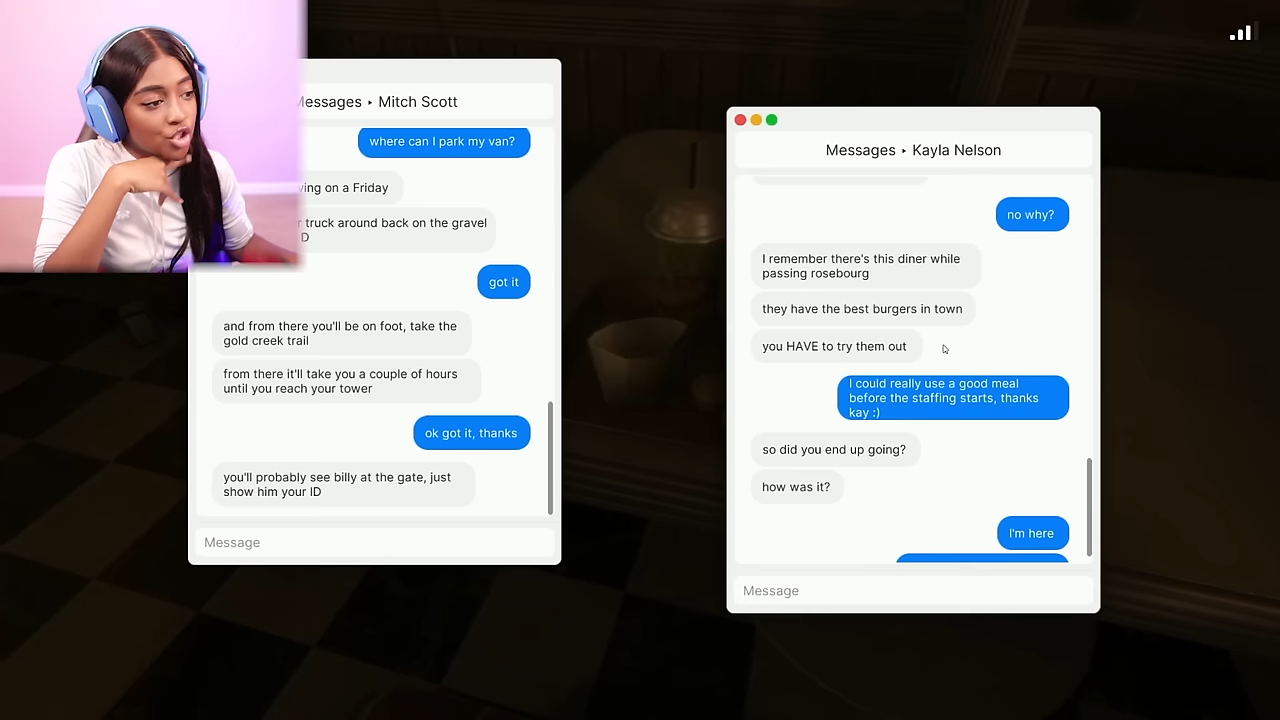 Messages ▸ Mitch Scott
where can I park my van?
ving on a Friday
truck around back on the gravel
D
got it
and from there you'll be on foot, take the
gold creek trail
from there it'll take you a couple of hours
until you reach your tower
ok got it, thanks
you'll probably see billy at the gate, just
show him your ID
Message
Messages ▸ Kayla Nelson
no why?
I remember there's this diner while
passing rosebourg
they have the best burgers in town
you HAVE to try them out
I could really use a good meal
before the staffing starts, thanks
kay :)
so did you end up going?
how was it?
I'm here
Message